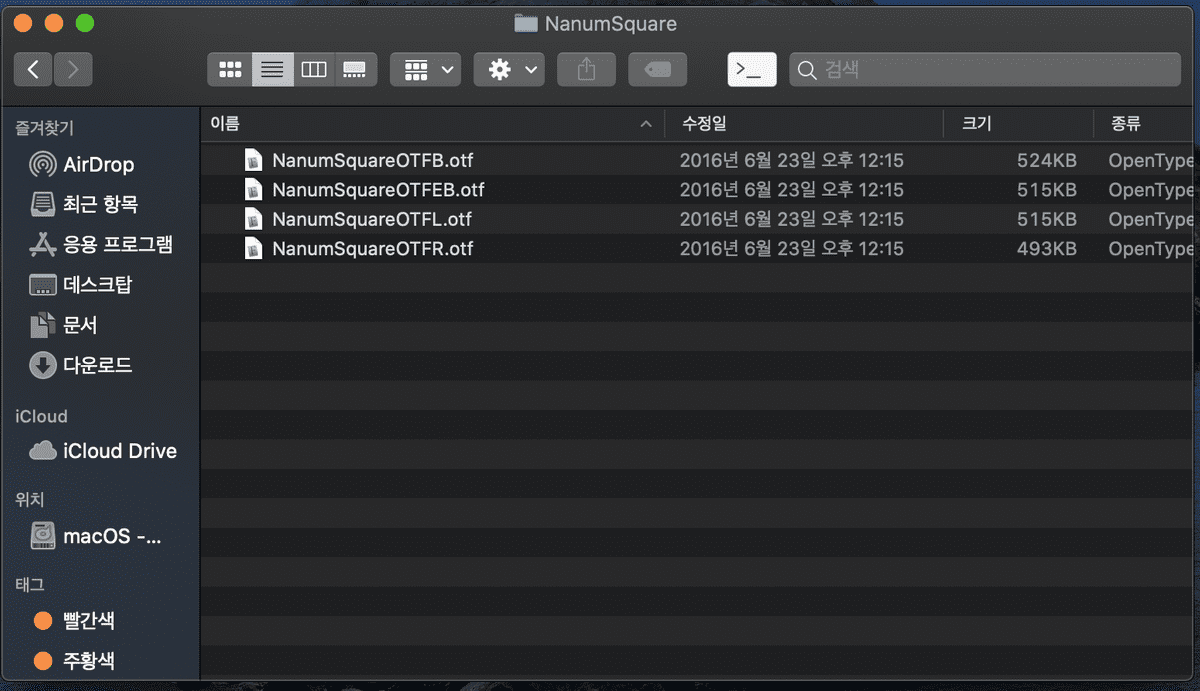 NanumSquare
>_ 검색
즐겨찾기
AirDrop
최근 항목
응용 프로그램
데스크탑
문서
다운로드
iCloud
iCloud Drive
위치
macOS -...
태그
빨간색
주황색
이름 수정일 크기 종류
NanumSquareOTFB.otf 2016년 6월 23일 오후 12:15 524KB OpenType
NanumSquareOTFEB.otf 2016년 6월 23일 오후 12:15 515KB OpenType
NanumSquareOTFL.otf 2016년 6월 23일 오후 12:15 515KB OpenType
NanumSquareOTFR.otf 2016년 6월 23일 오후 12:15 493KB OpenType